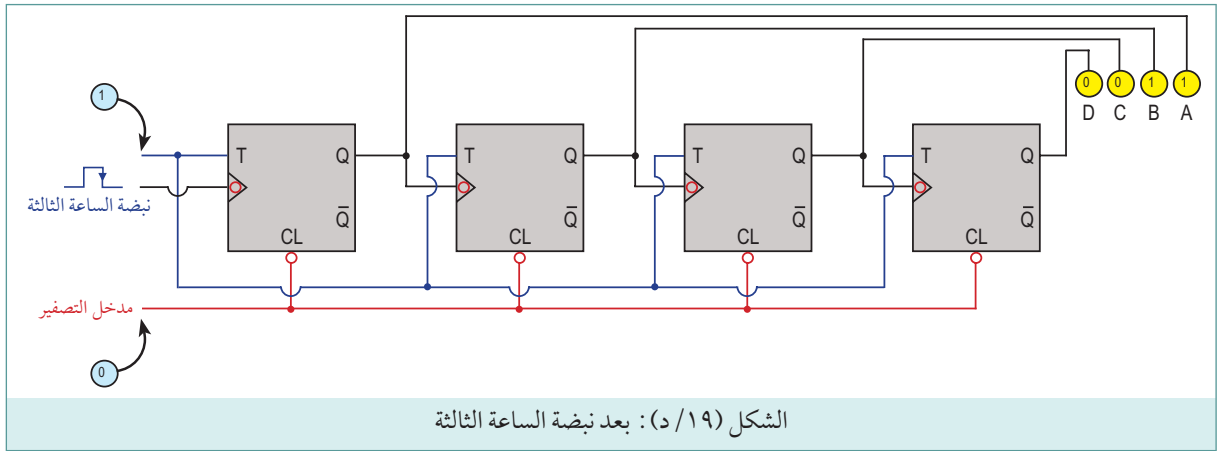 0 0 1 1
D C B A
1
T Q T Q T Q T Q
نبضة الساعة الثالثة
Q̅ Q̅ Q̅ Q̅
CL CL CL CL
مدخل التصفير
0
الشكل (١٩/ د): بعد نبضة الساعة الثالثة